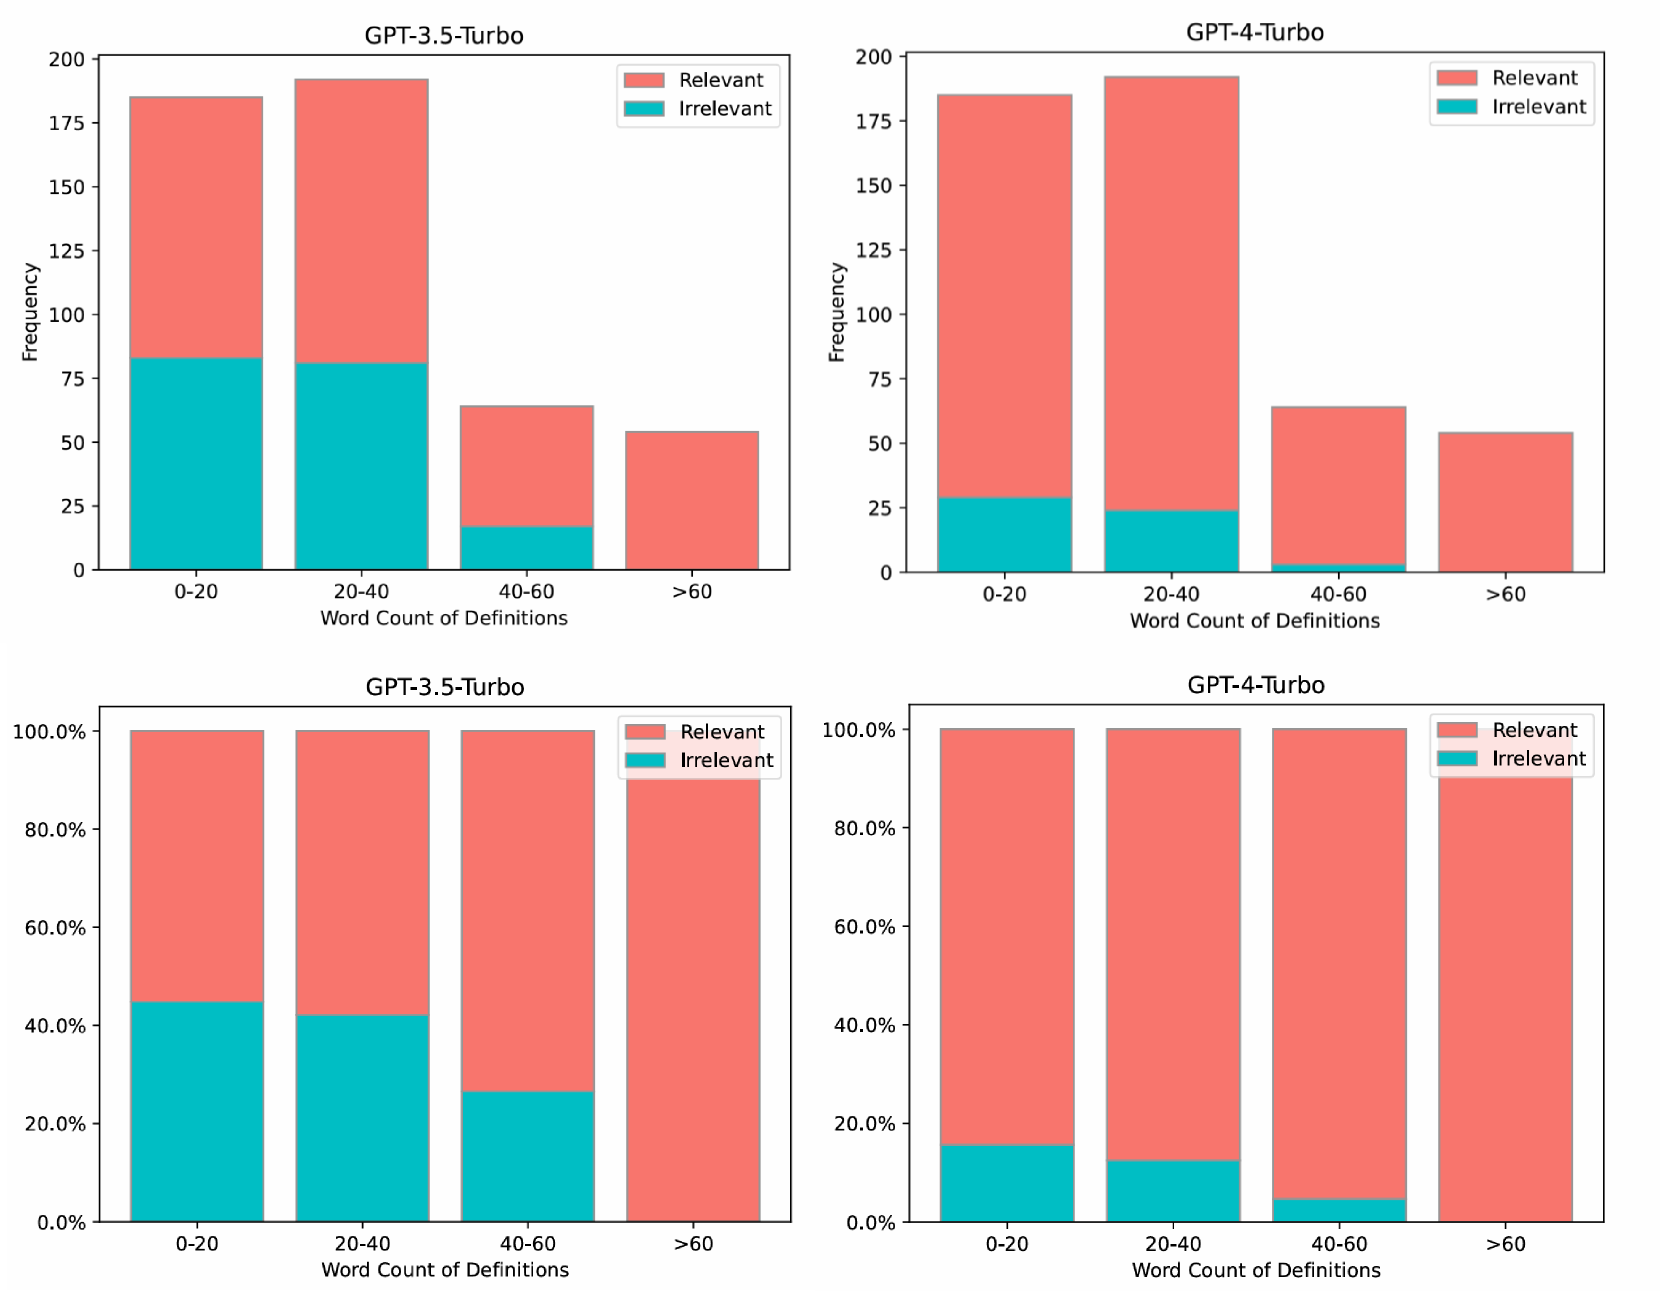 GPT-3.5-Turbo
Relevant
Irrelevant
200
175
150
125
100
75
50
25
0
Frequency
0-20 20-40 40-60 >60
Word Count of Definitions
GPT-4-Turbo
Relevant
Irrelevant
200
175
150
125
100
75
50
25
0
Frequency
0-20 20-40 40-60 >60
Word Count of Definitions
GPT-3.5-Turbo
Relevant
Irrelevant
100.0%
80.0%
60.0%
40.0%
20.0%
0.0%
0-20 20-40 40-60 >60
Word Count of Definitions
GPT-4-Turbo
Relevant
Irrelevant
100.0%
80.0%
60.0%
40.0%
20.0%
0.0%
0-20 20-40 40-60 >60
Word Count of Definitions